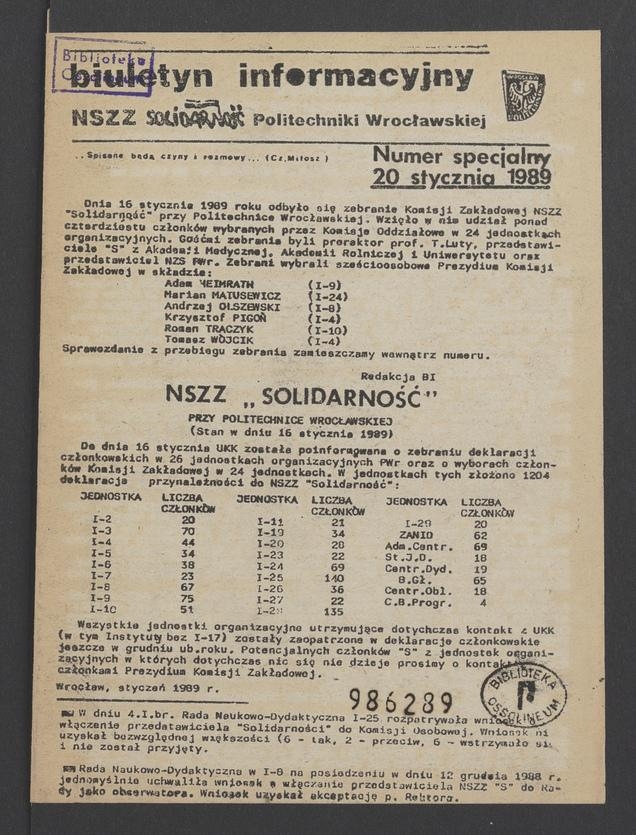 Biblioteka
biuletyn informacyjny
NSZZ SOLIDARNOŚĆ Politechniki Wrocławskiej
..Spisane będą czyny i rozmowy... (Cz.Miłosz)
Numer specjalny
20 stycznia 1989
Dnia 16 stycznia 1989 roku odbyło się zebranie Komisji Zakładowej NSZZ
"Solidarność" przy Politechnice Wrocławskiej. Wzięło w nim udział ponad
czterdziestu członków wybranych przez Komisje Oddziałowe w 24 jednostkach
organizacyjnych. Gośćmi zebrania byli prorektor prof. T.Luty, przedstawi-
ciele "S" z Akademii Medycznej, Akademii Rolniczej i Uniwersytetu oraz
przedstawiciel NZS PWr. Zebrani wybrali sześcioosobowe Prezydium Komisji
Zakładowej w składzie:
Adam HEIMRATH (I-9)
Marian MATUSEWICZ (I-24)
Andrzej OLSZEWSKI (I-8)
Krzysztof PIGOŃ (I-4)
Roman TRĄCZYK (I-10)
Tomasz WÓJCIK (I-4)
Sprawozdanie z przebiegu zebrania zamieszczamy wewnątrz numeru.
Redakcja BI
NSZZ „SOLIDARNOŚĆ"
PRZY POLITECHNICE WROCŁAWSKIEJ
(Stan w dniu 16 stycznia 1989)
Do dnia 16 stycznia UKK została poinformowana o zebraniu deklaracji
członkowskich w 26 jednostkach organizacyjnych PWr oraz o wyborach człon-
ków Komisji Zakładowej w 24 jednostkach. W jednostkach tych złożono 1204
deklaracje przynależności do NSZZ "Solidarność":
JEDNOSTKA LICZBA JEDNOSTKA LICZBA JEDNOSTKA LICZBA
CZŁONKÓW CZŁONKÓW CZŁONKÓW
I-2 20 I-11 21 I-29 20
I-3 70 I-19 34 ZANIO 62
I-4 44 I-20 28 Adm.Centr. 69
I-5 34 I-23 22 St.J.O. 18
I-6 38 I-24 69 Centr.Dyd. 19
I-7 23 I-25 140 B.Gł. 65
I-8 67 I-26 36 Centr.Obl. 18
I-9 75 I-27 22 C.B.Progr. 4
I-10 51 I-28 135
Wszystkie jednostki organizacyjne utrzymujące dotychczas kontakt z UKK
(w tym Instytuty bez I-17) zostały zaopatrzone w deklaracje członkowskie
jeszcze w grudniu ub.roku. Potencjalnych członków "S" z jednostek organi-
zacyjnych w których dotychczas nic się nie dzieje prosimy o kontakt z
członkami Prezydium Komisji Zakładowej.
Wrocław, styczeń 1989 r.
986289
BIBLIOTEKA
OSSOLINEUM
W dniu 4.I.br. Rada Naukowo-Dydaktyczna I-25 rozpatrywała wniosek o
włączenie przedstawiciela "Solidarności" do Komisji Osobowej. Wniosek ni
uzyskał bezwzględnej większości (6 - tak, 2 - przeciw, 6 - wstrzymało si
i nie został przyjęty.
Rada Naukowo-Dydaktyczna w I-8 na posiedzeniu w dniu 12 grudnia 1988 r.
jednomyślnie uchwaliła wniosek o włączenie przedstawiciela NSZZ "S" do Ra-
dy jako obserwatora. Wniosek uzyskał akceptację p. Rektora.